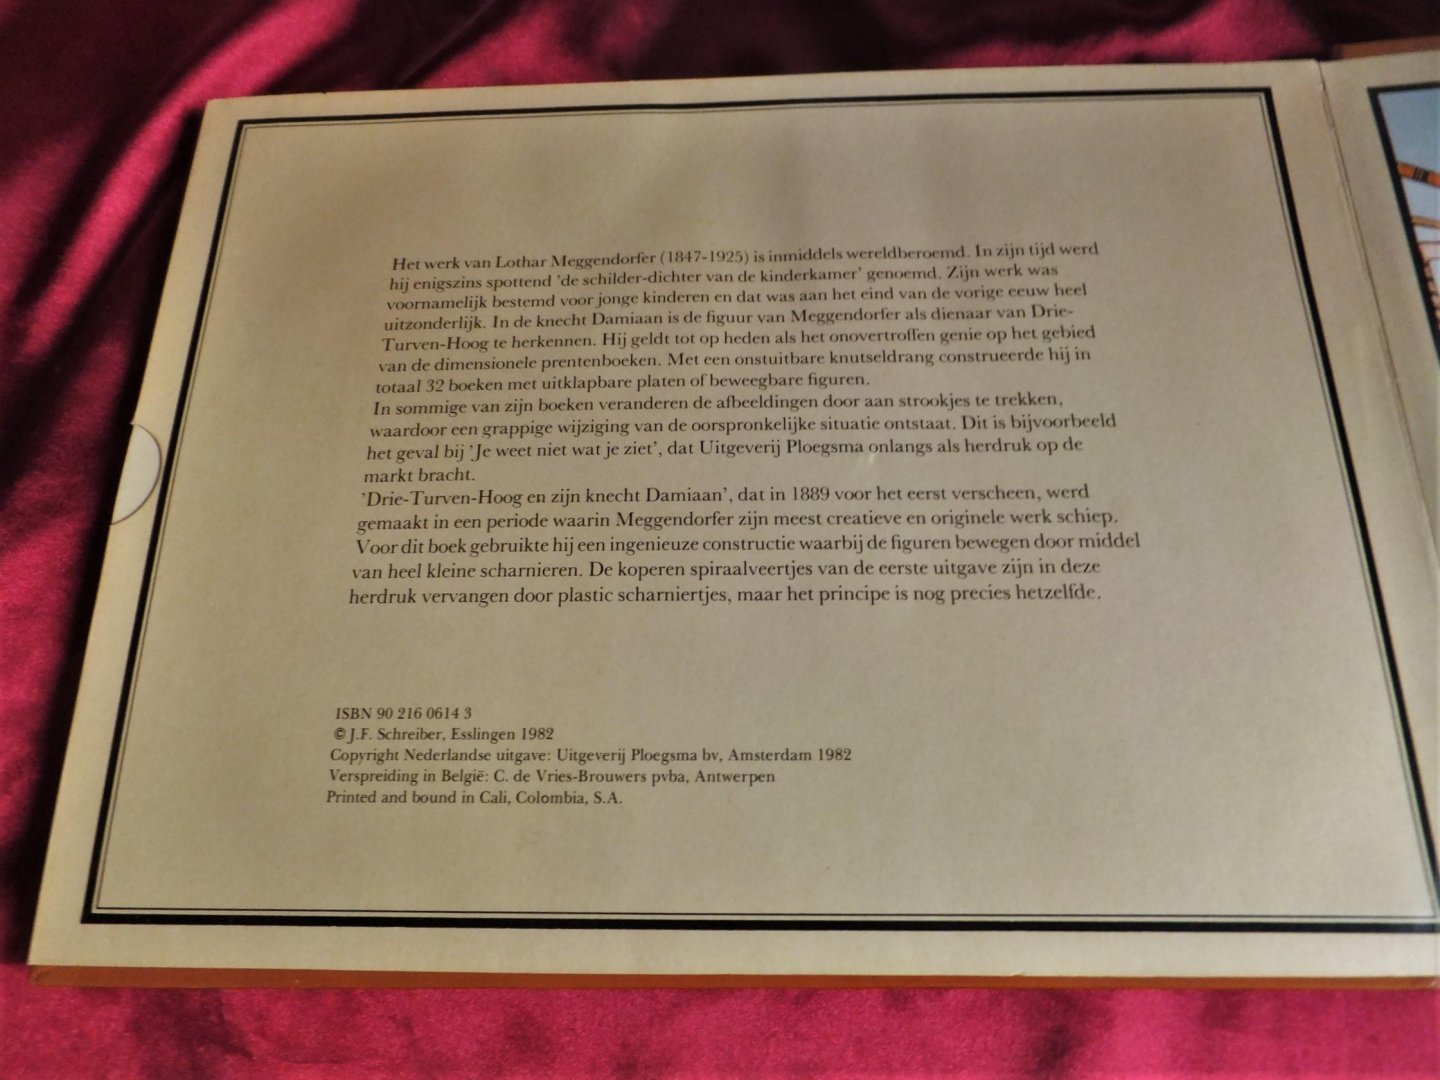 Het werk van Lothar Meggendorfer (1847-1925) is inmiddels wereldberoemd. In zijn tijd werd
hij enigszins spottend 'de schilder-dichter van de kinderkamer' genoemd. Zijn werk was
voornamelijk bestemd voor jonge kinderen en dat was aan het eind van de vorige eeuw heel
uitzonderlijk. In de knecht Damiaan is de figuur van Meggendorfer als dienaar van Drie-
Turven-Hoog te herkennen. Hij geldt tot op heden als het onovertroffen genie op het gebied
van de dimensionele prentenboeken. Met een onstuitbare knutseldrang construeerde hij in
totaal 32 boeken met uitklapbare platen of beweegbare figuren.
In sommige van zijn boeken veranderen de afbeeldingen door aan strookjes te trekken,
waardoor een grappige wijziging van de oorspronkelijke situatie ontstaat. Dit is bijvoorbeeld
het geval bij 'Je weet niet wat je ziet', dat Uitgeverij Ploegsma onlangs als herdruk op de
markt bracht.
'Drie-Turven-Hoog en zijn knecht Damiaan', dat in 1889 voor het eerst verscheen, werd
gemaakt in een periode waarin Meggendorfer zijn meest creatieve en originele werk schiep.
Voor dit boek gebruikte hij een ingenieuze constructie waarbij de figuren bewegen door middel
van heel kleine scharnieren. De koperen spiraalveertjes van de eerste uitgave zijn in deze
herdruk vervangen door plastic scharniertjes, maar het principe is nog precies hetzelfde.
ISBN 90 216 0614 3
© J.F. Schreiber, Esslingen 1982
Copyright Nederlandse uitgave: Uitgeverij Ploegsma bv, Amsterdam 1982
Verspreiding in België: C. de Vries-Brouwers pvba, Antwerpen
Printed and bound in Cali, Colombia, S.A.